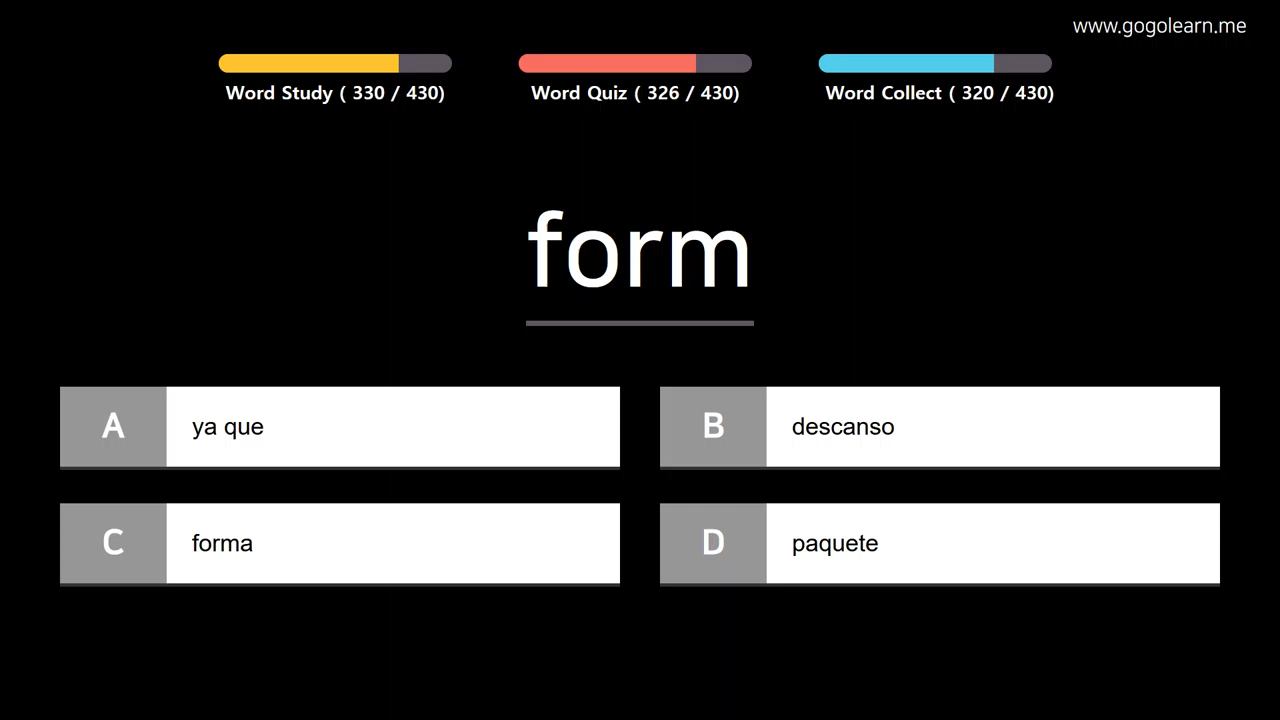 www.gogolearn.me
Word Study ( 330 / 430)
Word Quiz ( 326 / 430)
Word Collect ( 320 / 430)
form
A
ya que
B
descanso
C
forma
D
paquete